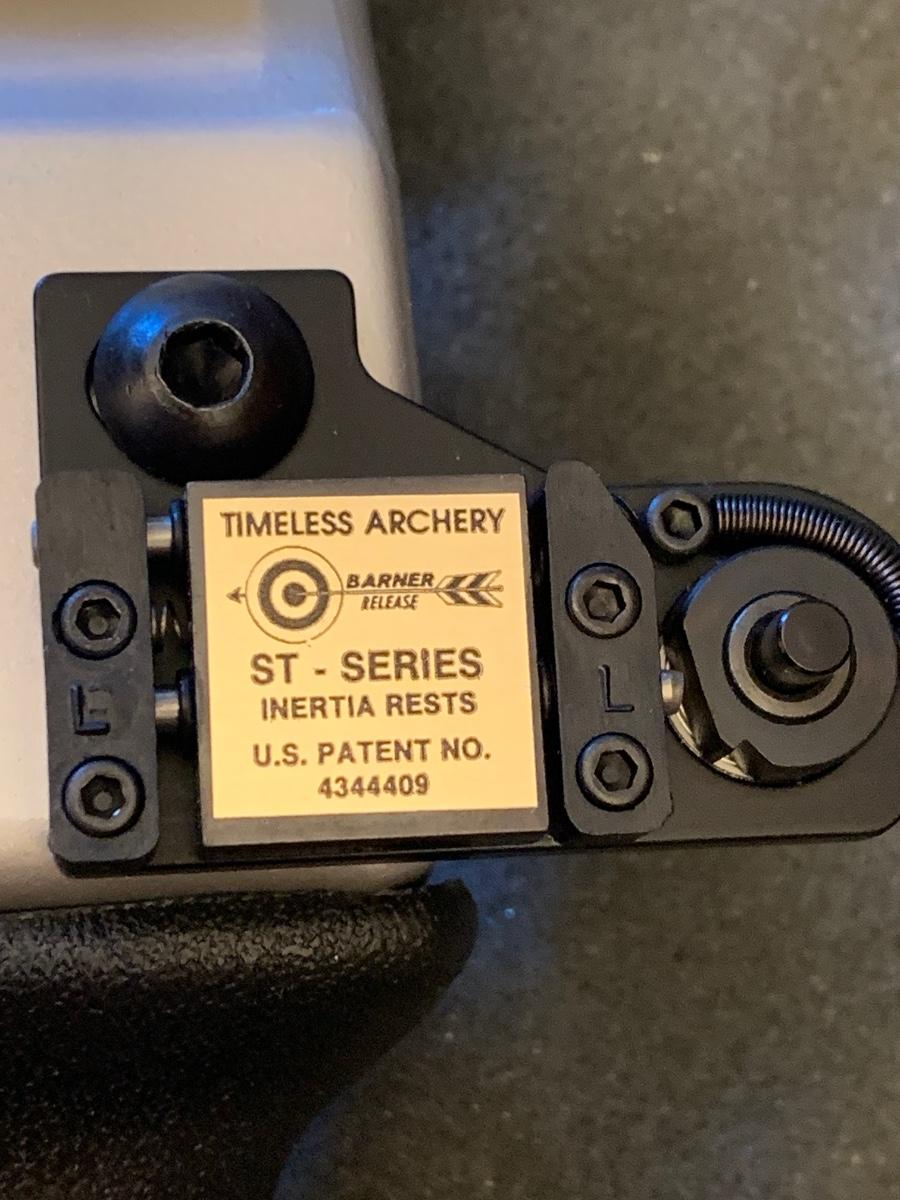 TIMELESS ARCHERY
BARNER
RELEASE
ST - SERIES
INERTIA RESTS
U.S. PATENT NO.
4344409
L
L